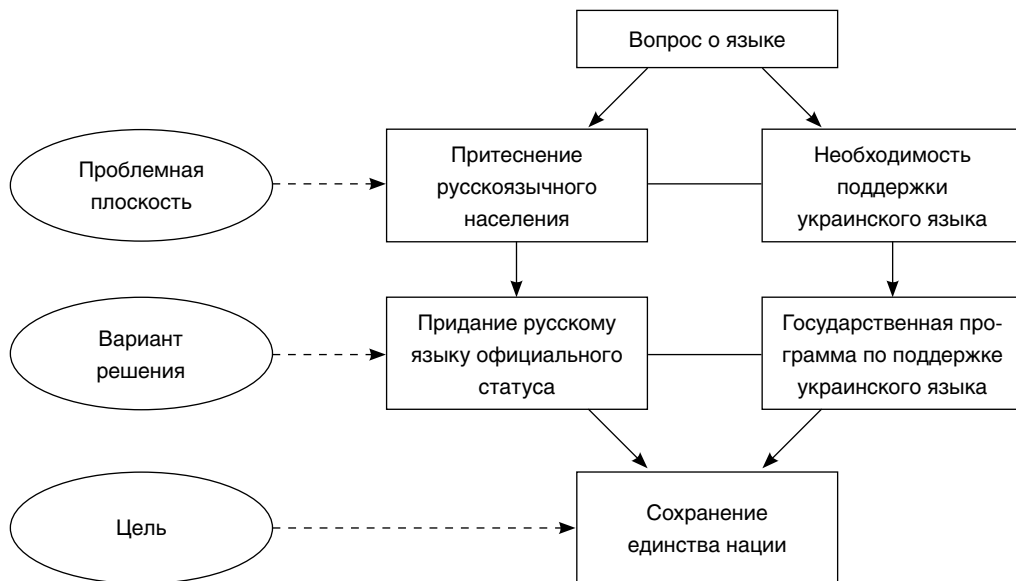 Вопрос о языке
Проблемная
плоскость
Притеснение
русскоязычного
населения
Необходимость
поддержки
украинского языка
Вариант
решения
Придание русскому
языку официального
статуса
Государственная про-
грамма по поддержке
украинского языка
Цель
Сохранение
единства нации